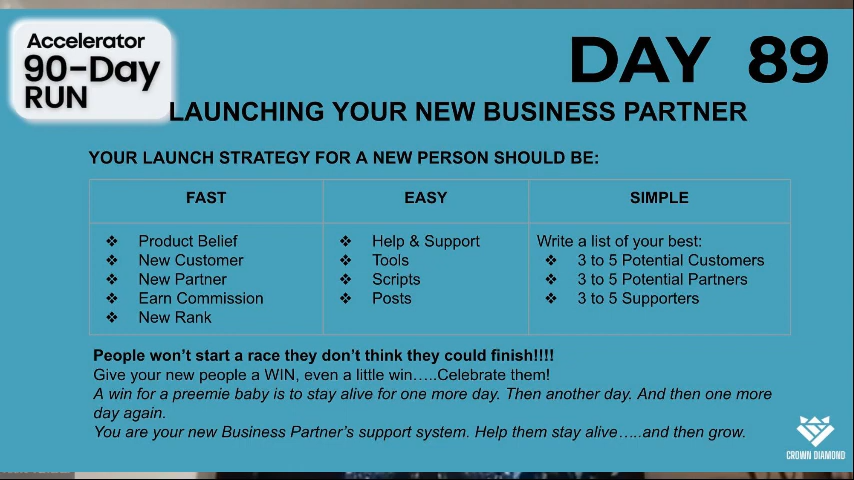 Accelerator
90-Day
RUN
DAY 89
LAUNCHING YOUR NEW BUSINESS PARTNER
YOUR LAUNCH STRATEGY FOR A NEW PERSON SHOULD BE:
FAST
❖ Product Belief
❖ New Customer
❖ New Partner
❖ Earn Commission
❖ New Rank
EASY
❖ Help & Support
❖ Tools
❖ Scripts
❖ Posts
SIMPLE
Write a list of your best:
❖ 3 to 5 Potential Customers
❖ 3 to 5 Potential Partners
❖ 3 to 5 Supporters
People won't start a race they don't think they could finish!!!!
Give your new people a WIN, even a little win…..Celebrate them!
A win for a preemie baby is to stay alive for one more day. Then another day. And then one more
day again.
You are your new Business Partner's support system. Help them stay alive…..and then grow.
CROWN DIAMOND